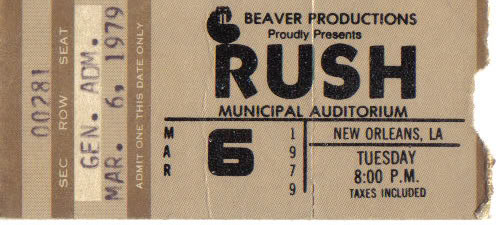 00281
SEC ROW SEAT
GEN. ADM.
MAR. 6, 1979
ADMIT ONE THIS DATE ONLY
BEAVER PRODUCTIONS
Proudly Presents
RUSH
MUNICIPAL AUDITORIUM
MAR 6 1979
NEW ORLEANS, LA
TUESDAY
8:00 P.M.
TAXES INCLUDED